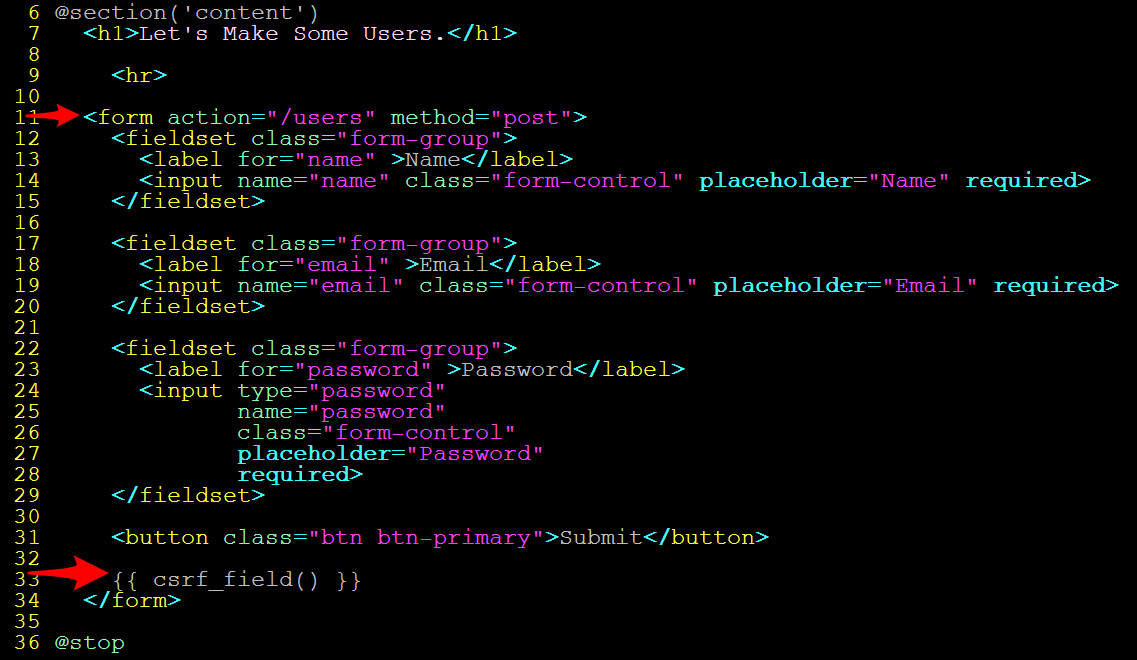 6 @section('content')
7   <h1>Let's Make Some Users.</h1>
8
9     <hr>
10
11   <form action="/users" method="post">
12     <fieldset class="form-group">
13       <label for="name" >Name</label>
14       <input name="name" class="form-control" placeholder="Name" required>
15     </fieldset>
16
17     <fieldset class="form-group">
18       <label for="email" >Email</label>
19       <input name="email" class="form-control" placeholder="Email" required>
20     </fieldset>
21
22     <fieldset class="form-group">
23       <label for="password" >Password</label>
24       <input type="password"
25              name="password"
26              class="form-control"
27              placeholder="Password"
28              required>
29     </fieldset>
30
31     <button class="btn btn-primary">Submit</button>
32
33     {{ csrf_field() }}
34   </form>
35
36 @stop